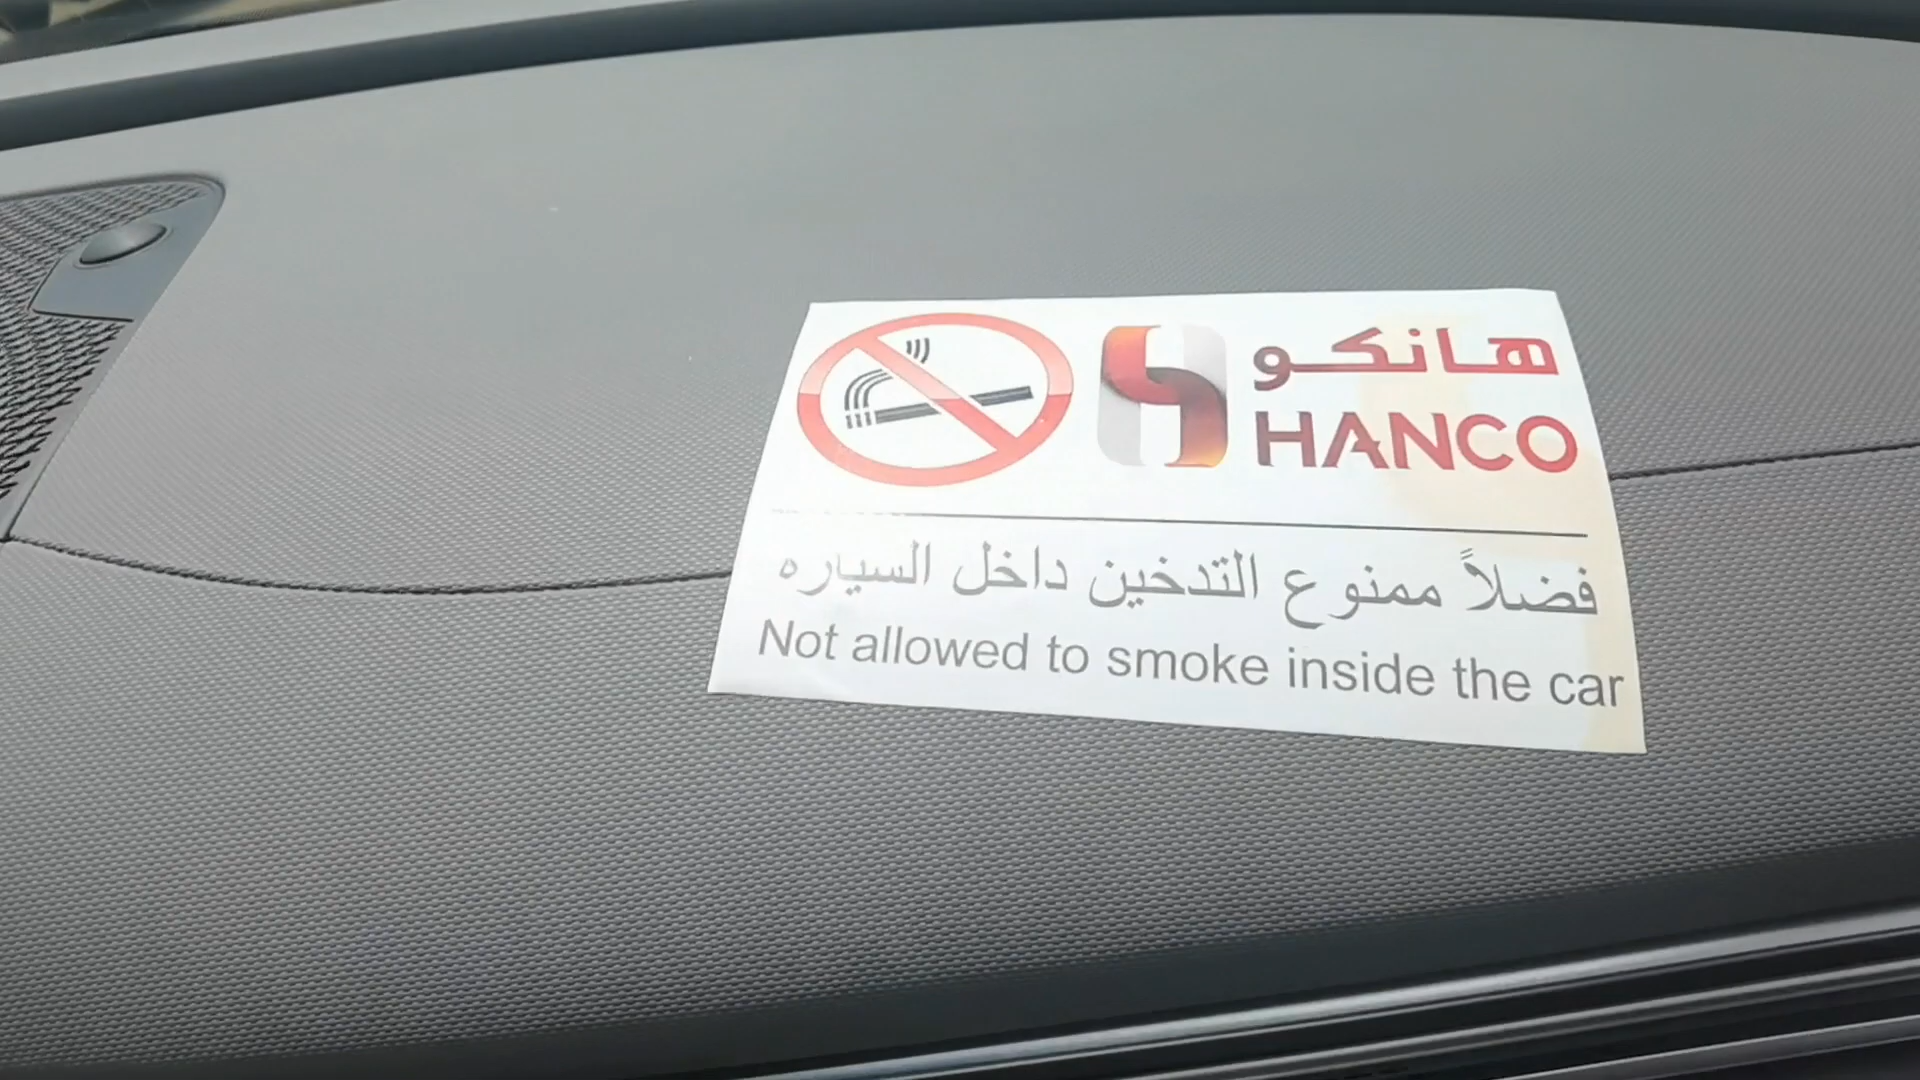 هانكو
HANCO
فضلاً ممنوع التدخين داخل السياره
Not allowed to smoke inside the car